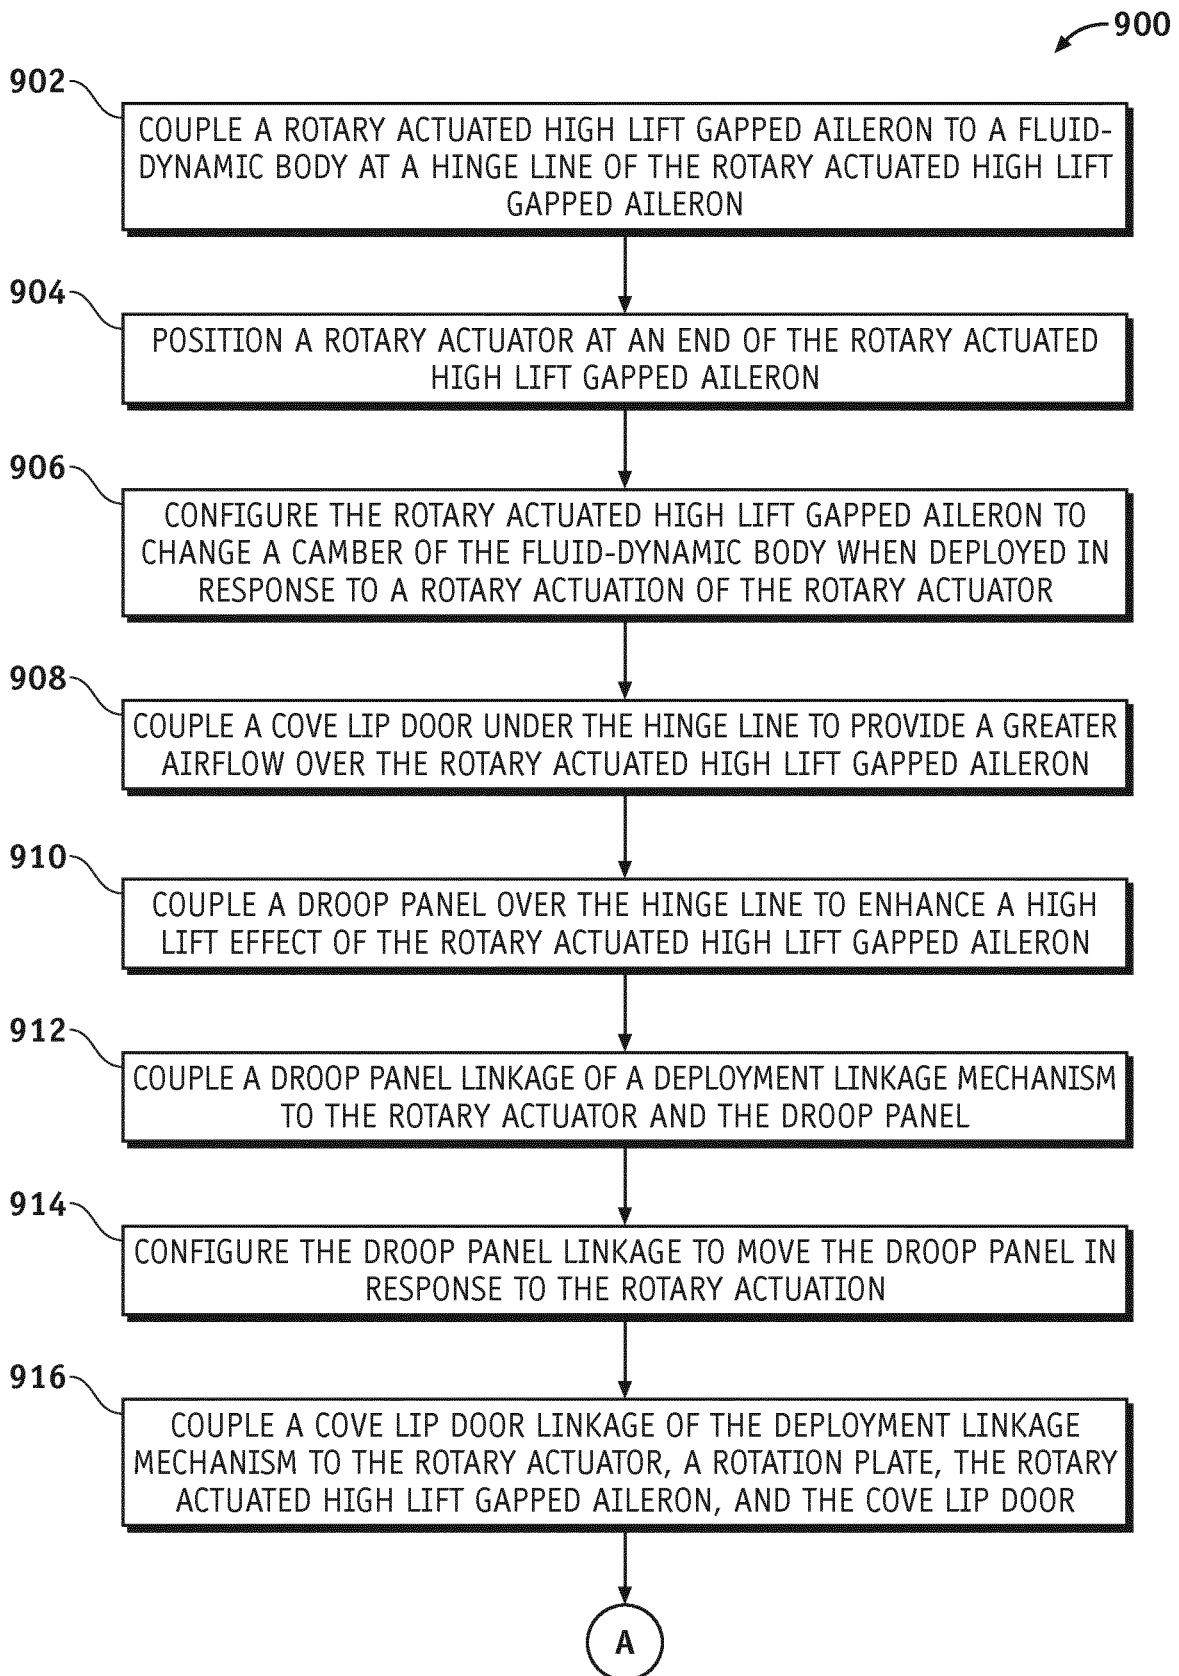 900
902
COUPLE A ROTARY ACTUATED HIGH LIFT GAPPED AILERON TO A FLUID-
DYNAMIC BODY AT A HINGE LINE OF THE ROTARY ACTUATED HIGH LIFT
GAPPED AILERON
904
POSITION A ROTARY ACTUATOR AT AN END OF THE ROTARY ACTUATED
HIGH LIFT GAPPED AILERON
906
CONFIGURE THE ROTARY ACTUATED HIGH LIFT GAPPED AILERON TO
CHANGE A CAMBER OF THE FLUID-DYNAMIC BODY WHEN DEPLOYED IN
RESPONSE TO A ROTARY ACTUATION OF THE ROTARY ACTUATOR
908
COUPLE A COVE LIP DOOR UNDER THE HINGE LINE TO PROVIDE A GREATER
AIRFLOW OVER THE ROTARY ACTUATED HIGH LIFT GAPPED AILERON
910
COUPLE A DROOP PANEL OVER THE HINGE LINE TO ENHANCE A HIGH
LIFT EFFECT OF THE ROTARY ACTUATED HIGH LIFT GAPPED AILERON
912
COUPLE A DROOP PANEL LINKAGE OF A DEPLOYMENT LINKAGE MECHANISM
TO THE ROTARY ACTUATOR AND THE DROOP PANEL
914
CONFIGURE THE DROOP PANEL LINKAGE TO MOVE THE DROOP PANEL IN
RESPONSE TO THE ROTARY ACTUATION
916
COUPLE A COVE LIP DOOR LINKAGE OF THE DEPLOYMENT LINKAGE
MECHANISM TO THE ROTARY ACTUATOR, A ROTATION PLATE, THE ROTARY
ACTUATED HIGH LIFT GAPPED AILERON, AND THE COVE LIP DOOR
A